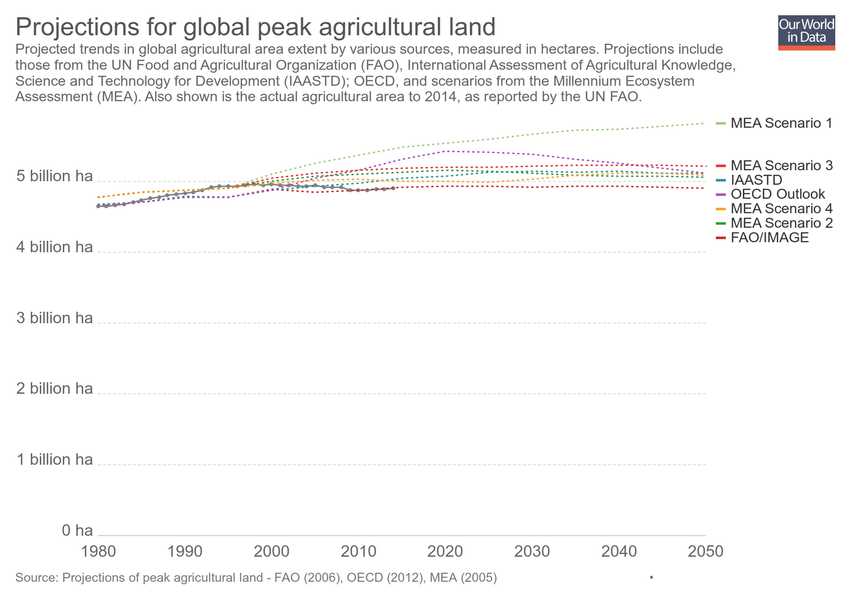 Projections for global peak agricultural land
Our World
in Data
Projected trends in global agricultural area extent by various sources, measured in hectares. Projections include
those from the UN Food and Agricultural Organization (FAO), International Assessment of Agricultural Knowledge,
Science and Technology for Development (IAASTD); OECD, and scenarios from the Millennium Ecosystem
Assessment (MEA). Also shown is the actual agricultural area to 2014, as reported by the UN FAO.
MEA Scenario 1
MEA Scenario 3
IAASTD
OECD Outlook
MEA Scenario 4
MEA Scenario 2
FAO/IMAGE
5 billion ha
4 billion ha
3 billion ha
2 billion ha
1 billion ha
0 ha
1980 1990 2000 2010 2020 2030 2040 2050
Source: Projections of peak agricultural land - FAO (2006), OECD (2012), MEA (2005)